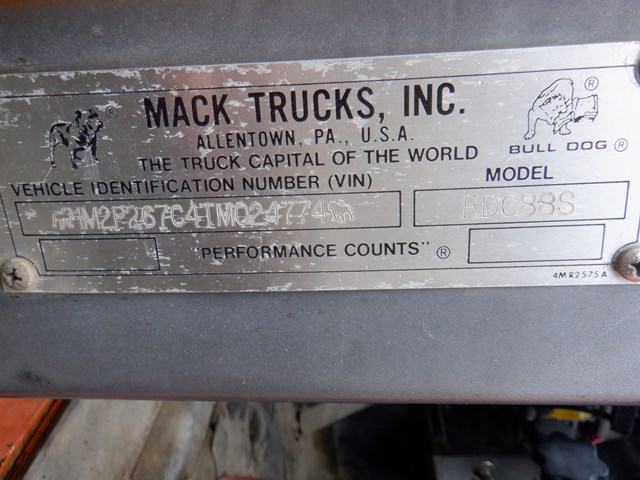 MACK TRUCKS, INC. ®
ALLENTOWN, PA., U.S.A.
THE TRUCK CAPITAL OF THE WORLD
BULL DOG ®
VEHICLE IDENTIFICATION NUMBER (VIN)
MODEL
RD688S
"PERFORMANCE COUNTS" ®
4MR2575A